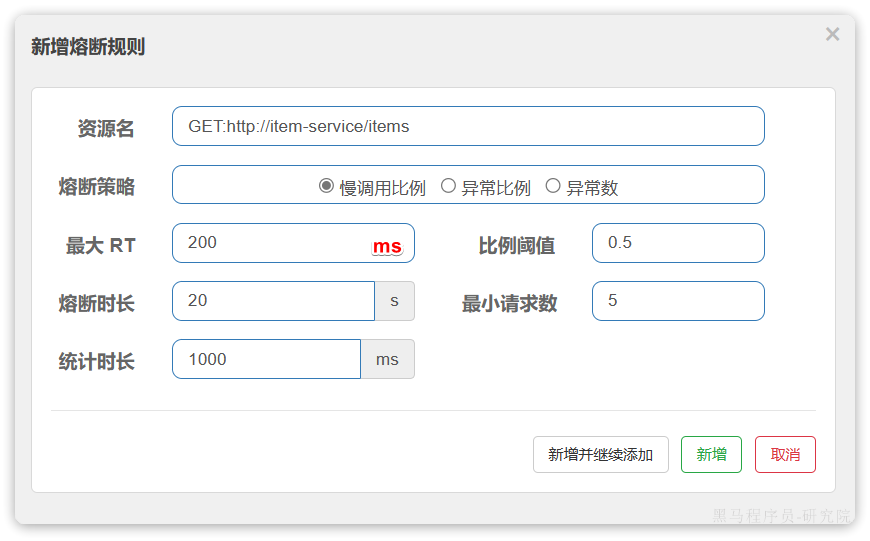 新增熔断规则 ×
资源名 GET:http://item-service/items
熔断策略 慢调用比例 异常比例 异常数
最大 RT 200 ms 比例阈值 0.5
熔断时长 20 s 最小请求数 5
统计时长 1000 ms
新增并继续添加 新增 取消
黑马程序员-研究院